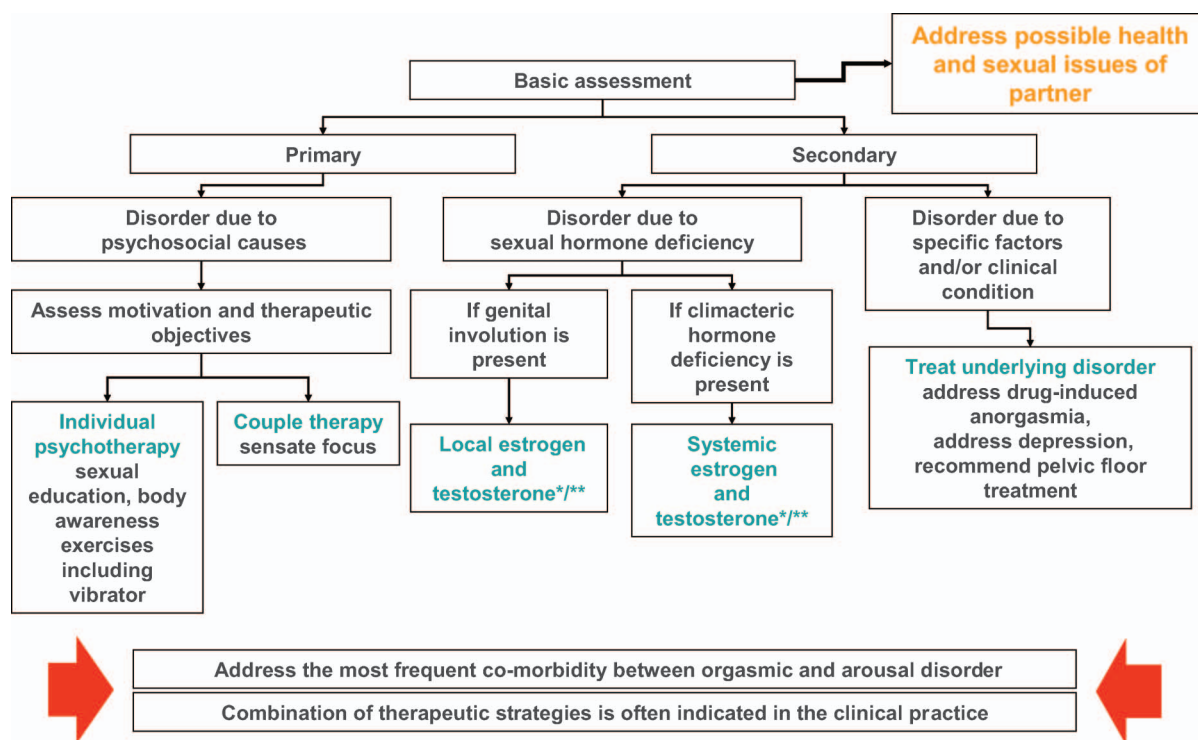 Address possible health
and sexual issues of
partner
Basic assessment
Primary
Secondary
Disorder due to
psychosocial causes
Disorder due to
sexual hormone deficiency
Disorder due to
specific factors
and/or clinical
condition
Assess motivation and therapeutic
objectives
If genital
involution is
present
If climacteric
hormone
deficiency is
present
Individual
psychotherapy
sexual
education, body
awareness
exercises
including
vibrator
Couple therapy
sensate focus
Local estrogen
and
testosterone*/**
Systemic
estrogen
and
testosterone*/**
Treat underlying disorder
address drug-induced
anorgasmia,
address depression,
recommend pelvic floor
treatment
Address the most frequent co-morbidity between orgasmic and arousal disorder
Combination of therapeutic strategies is often indicated in the clinical practice